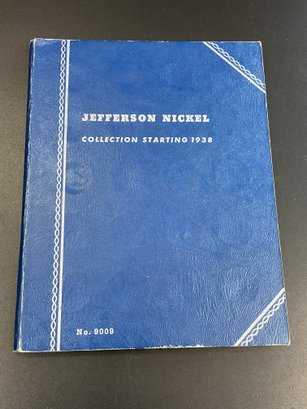 JEFFERSON NICKEL
COLLECTION STARTING 1938
No. 9009